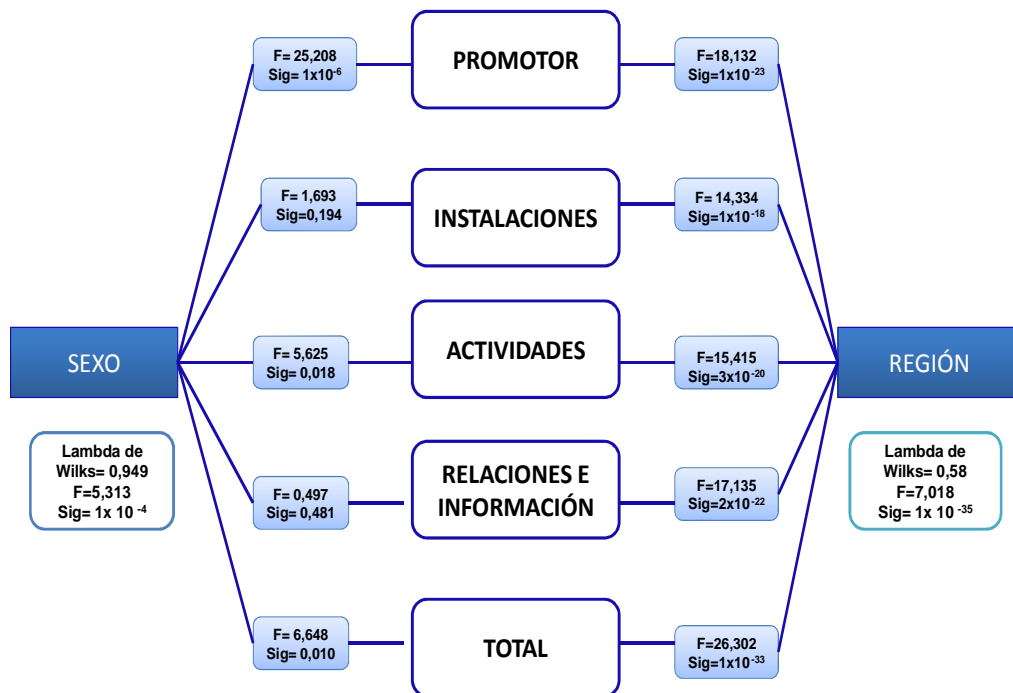 F= 25,208
Sig= 1x10⁻⁶
PROMOTOR
F=18,132
Sig=1x10⁻²³
F= 1,693
Sig=0,194
INSTALACIONES
F= 14,334
Sig=1x10⁻¹⁸
SEXO
F= 5,625
Sig= 0,018
ACTIVIDADES
F=15,415
Sig=3x10⁻²⁰
REGIÓN
Lambda de
Wilks= 0,949
F=5,313
Sig= 1x 10 ⁻⁴
F= 0,497
Sig= 0,481
RELACIONES E
INFORMACIÓN
F=17,135
Sig=2x10⁻²²
Lambda de
Wilks= 0,58
F=7,018
Sig= 1x 10 ⁻³⁵
F= 6,648
Sig= 0,010
TOTAL
F=26,302
Sig=1x10⁻³³